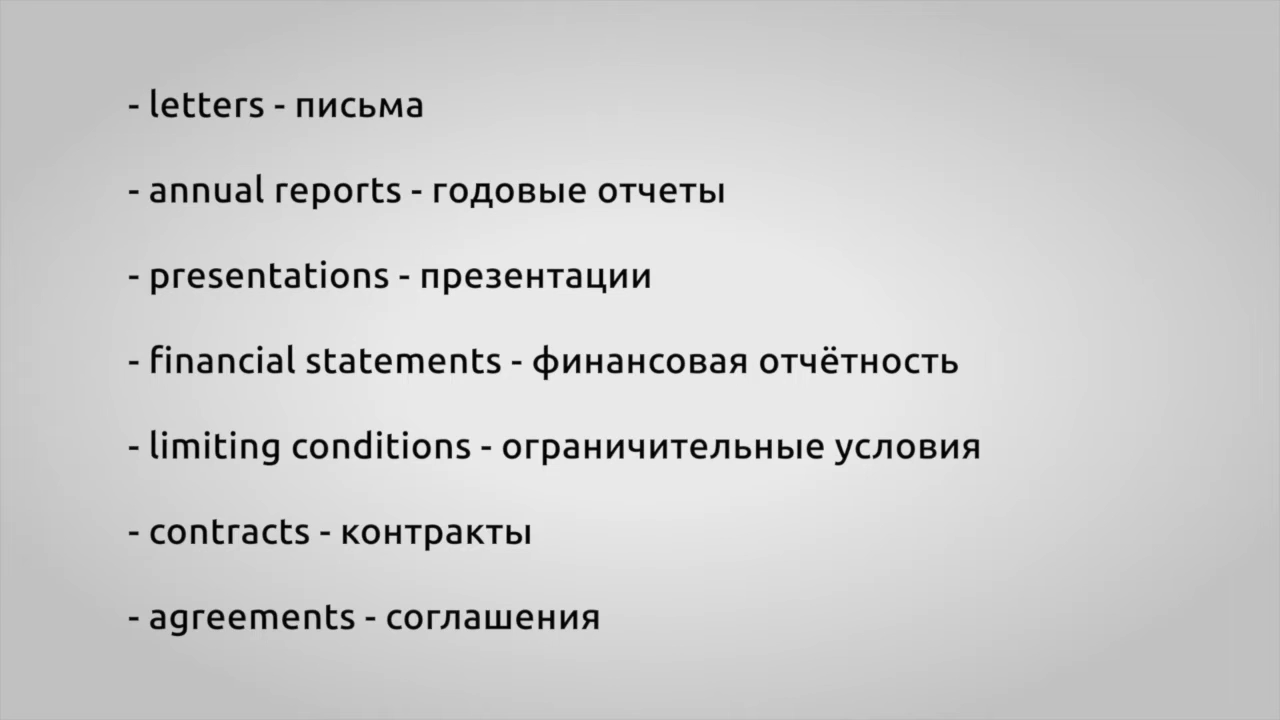 - letters - письма
- annual reports - годовые отчеты
- presentations - презентации
- financial statements - финансовая отчётность
- limiting conditions - ограничительные условия
- contracts - контракты
- agreements - соглашения